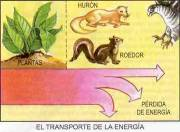 HURÓN
PLANTAS
ROEDOR
PÉRDIDA
DE ENERGÍA
EL TRANSPORTE DE LA ENERGÍA